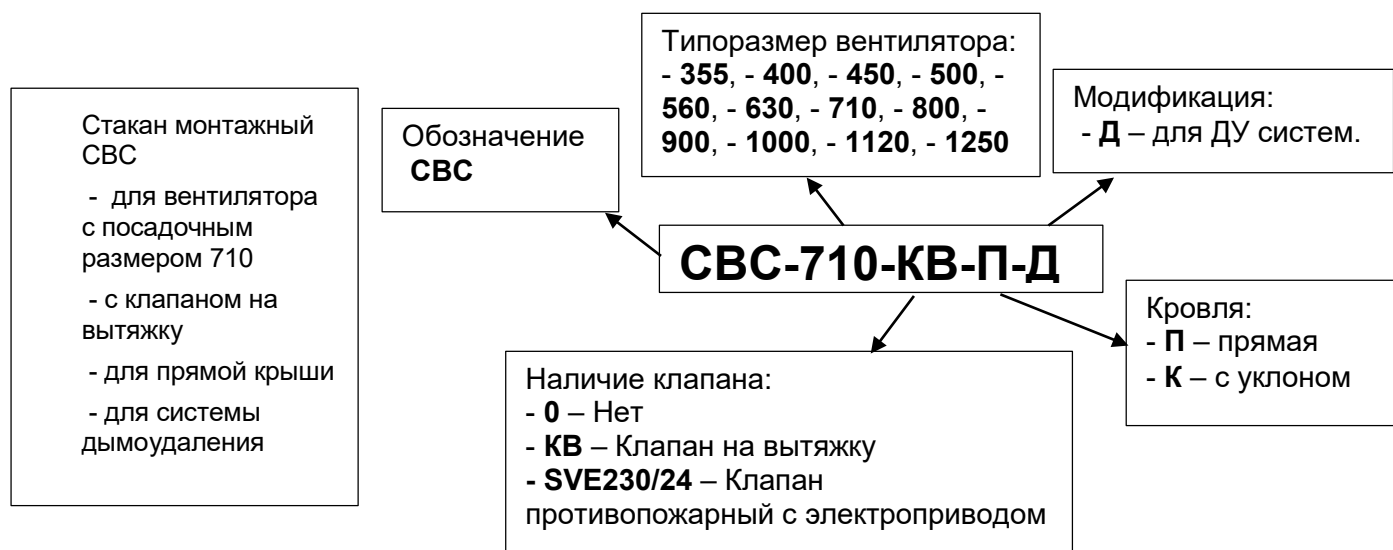 Стакан монтажный
СВС
- для вентилятора
с посадочным
размером 710
- с клапаном на
вытяжку
- для прямой крыши
- для системы
дымоудаления
Обозначение
СВС
Типоразмер вентилятора:
- 355, - 400, - 450, - 500, -
560, - 630, - 710, - 800, -
900, - 1000, - 1120, - 1250
Модификация:
- Д – для ДУ систем.
СВС-710-КВ-П-Д
Наличие клапана:
- 0 – Нет
- КВ – Клапан на вытяжку
- SVE230/24 – Клапан
противопожарный с электроприводом
Кровля:
- П – прямая
- К – с уклоном